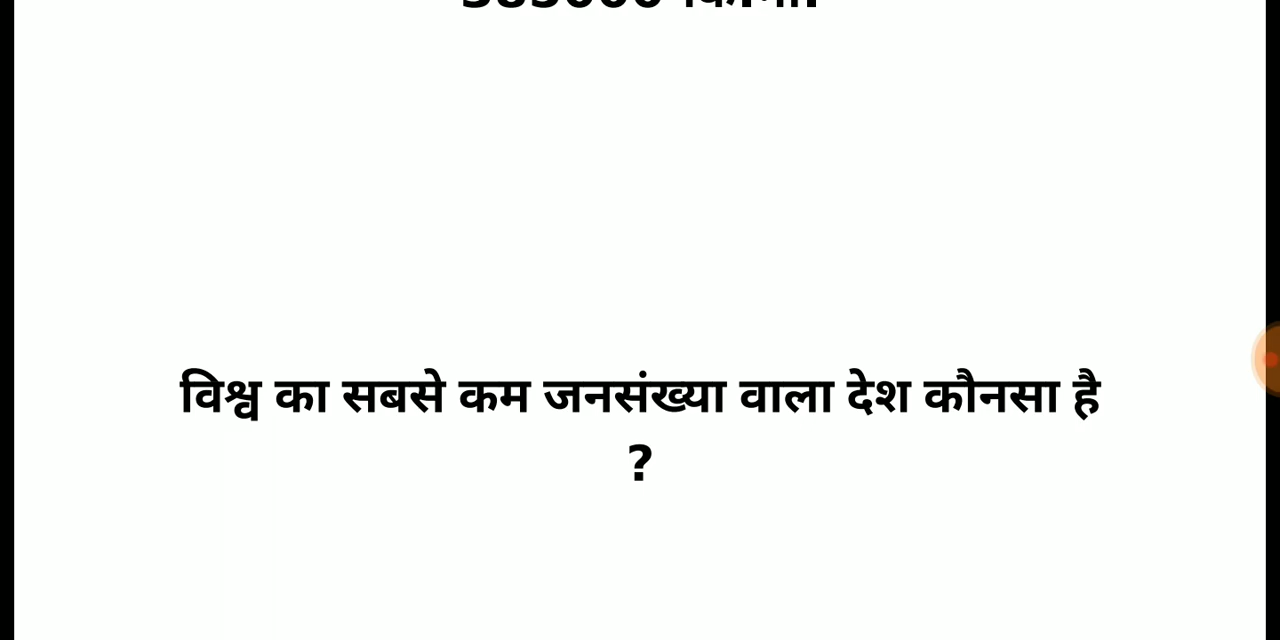 विश्व का सबसे कम जनसंख्या वाला देश कौनसा है
?